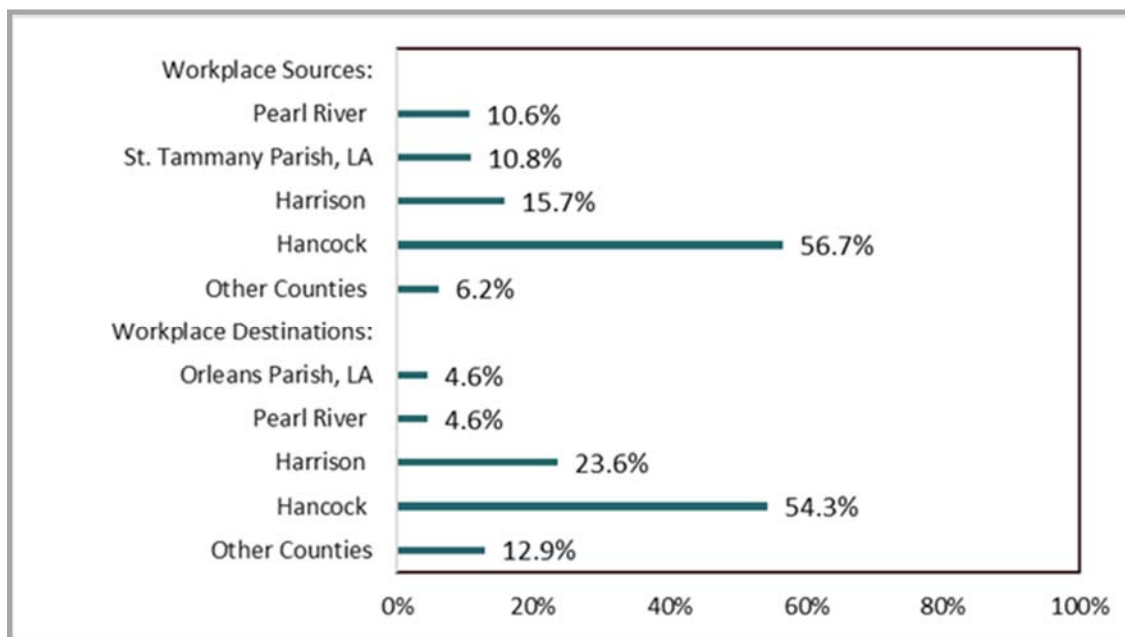 Workplace Sources:
Pearl River 10.6%
St. Tammany Parish, LA 10.8%
Harrison 15.7%
Hancock 56.7%
Other Counties 6.2%
Workplace Destinations:
Orleans Parish, LA 4.6%
Pearl River 4.6%
Harrison 23.6%
Hancock 54.3%
Other Counties 12.9%
0% 20% 40% 60% 80% 100%